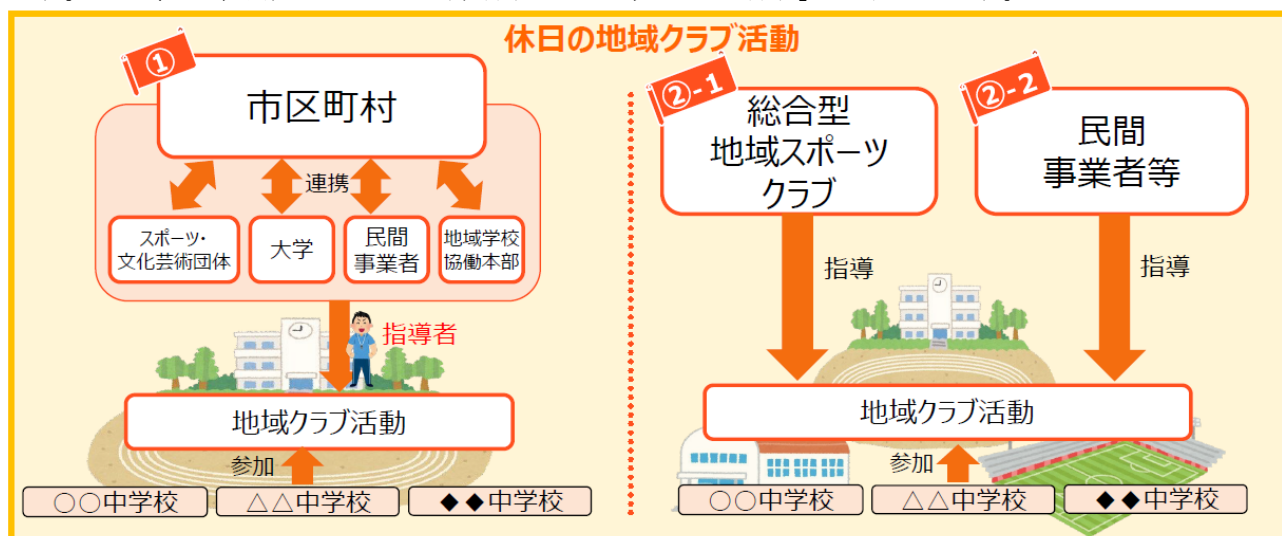 休日の地域クラブ活動
①
市区町村
連携
スポーツ・
文化芸術団体
大学
民間
事業者
地域学校
協働本部
指導者
地域クラブ活動
参加
○○中学校
△△中学校
◆◆中学校
②-1
総合型
地域スポーツ
クラブ
②-2
民間
事業者等
指導
指導
地域クラブ活動
参加
○○中学校
△△中学校
◆◆中学校